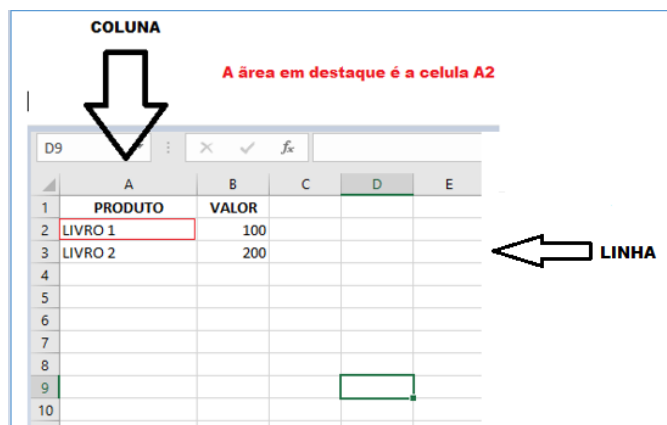 COLUNA
A ärea em destaque é a celula A2
D9 fx
A B C D E
1 PRODUTO VALOR
2 LIVRO 1 100
3 LIVRO 2 200
LINHA
4
5
6
7
8
9
10